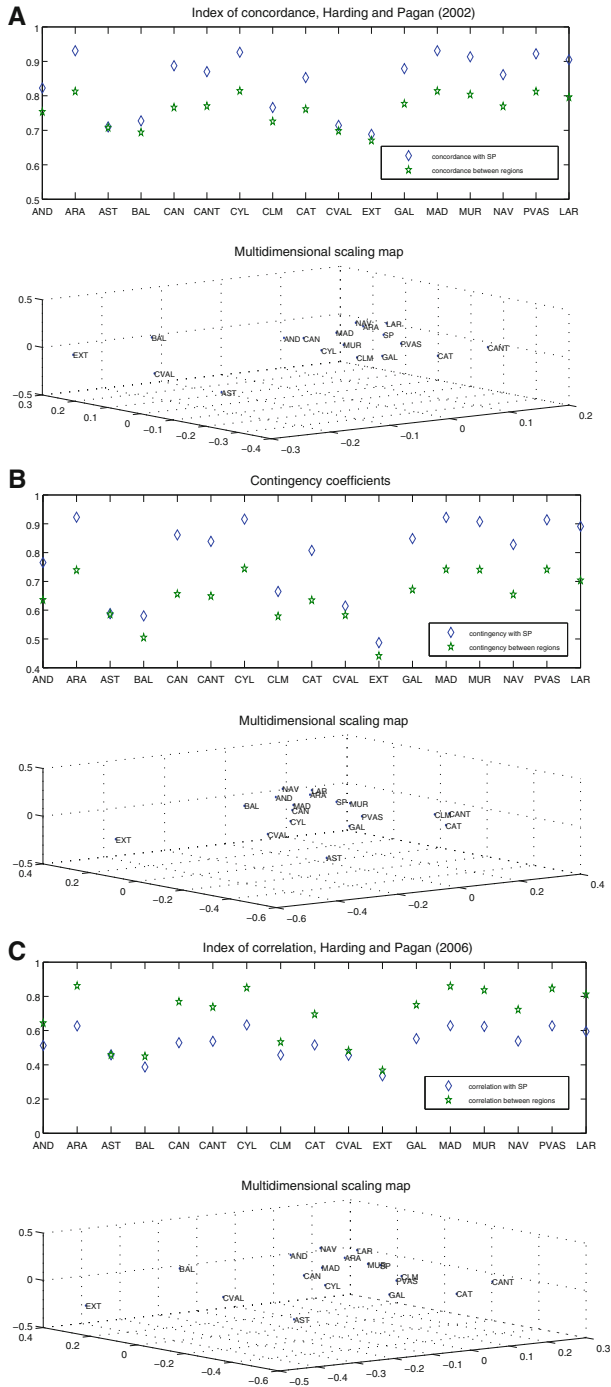 A
Index of concordance, Harding and Pagan (2002)
1
0.9
0.8
0.7
0.6
0.5
concordance with SP
concordance between regions
AND ARA AST BAL CAN CANT CYL CLM CAT CVAL EXT GAL MAD MUR NAV PVAS LAR
Multidimensional scaling map
0.5
0
−0.5
EXT
BAL
CVAL
AST
AND
CAN
CYL
MAD
MUR
NAV
ARA
LAR
SP
CLM
GAL
PVAS
CAT
CANT
0.3 0.2 0.1 0 −0.1 −0.2 −0.3 −0.4
−0.3 −0.2 −0.1 0 0.1 0.2
B
Contingency coefficients
1
0.9
0.8
0.7
0.6
0.5
0.4
contingency with SP
contingency between regions
AND ARA AST BAL CAN CANT CYL CLM CAT CVAL EXT GAL MAD MUR NAV PVAS LAR
Multidimensional scaling map
0.5
0
−0.5
EXT
BAL
NAV
AND
LAR
ARA
MAD
CAN
CYL
CVAL
SP
MUR
PVAS
GAL
AST
CLM
CANT
CAT
0.4 0.2 0 −0.2 −0.4 −0.6
−0.6 −0.4 −0.2 0 0.2 0.4
C
Index of correlation, Harding and Pagan (2006)
1
0.8
0.6
0.4
0.2
0
correlation with SP
correlation between regions
AND ARA AST BAL CAN CANT CYL CLM CAT CVAL EXT GAL MAD MUR NAV PVAS LAR
Multidimensional scaling map
0.5
0
−0.5
EXT
BAL
CVAL
AST
AND
NAV
LAR
ARA
MAD
CAN
CYL
MUR
SP
CLM
PVAS
GAL
CAT
CANT
0.4 0.2 0 −0.2 −0.4 −0.6
−0.5 −0.4 −0.3 −0.2 −0.1 0 0.1 0.2 0.3